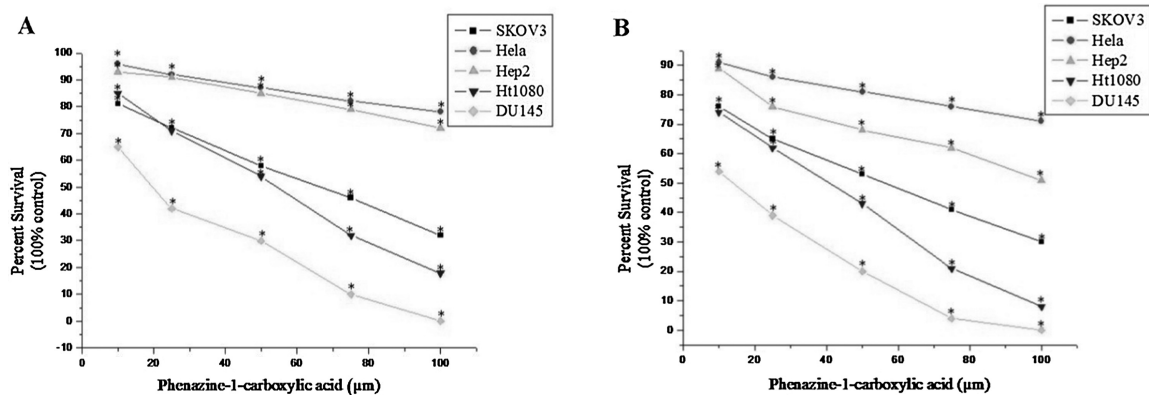 A
SKOV3
Hela
Hep2
Ht1080
DU145
Percent Survival
(100% control)
100
90
80
70
60
50
40
30
20
10
0
-10
0
20
40
60
80
100
Phenazine-1-carboxylic acid (µm)
B
SKOV3
Hela
Hep2
Ht1080
DU145
Percent Survival
(100% control)
90
80
70
60
50
40
30
20
10
0
0
20
40
60
80
100
Phenazine-1-carboxylic acid (µm)